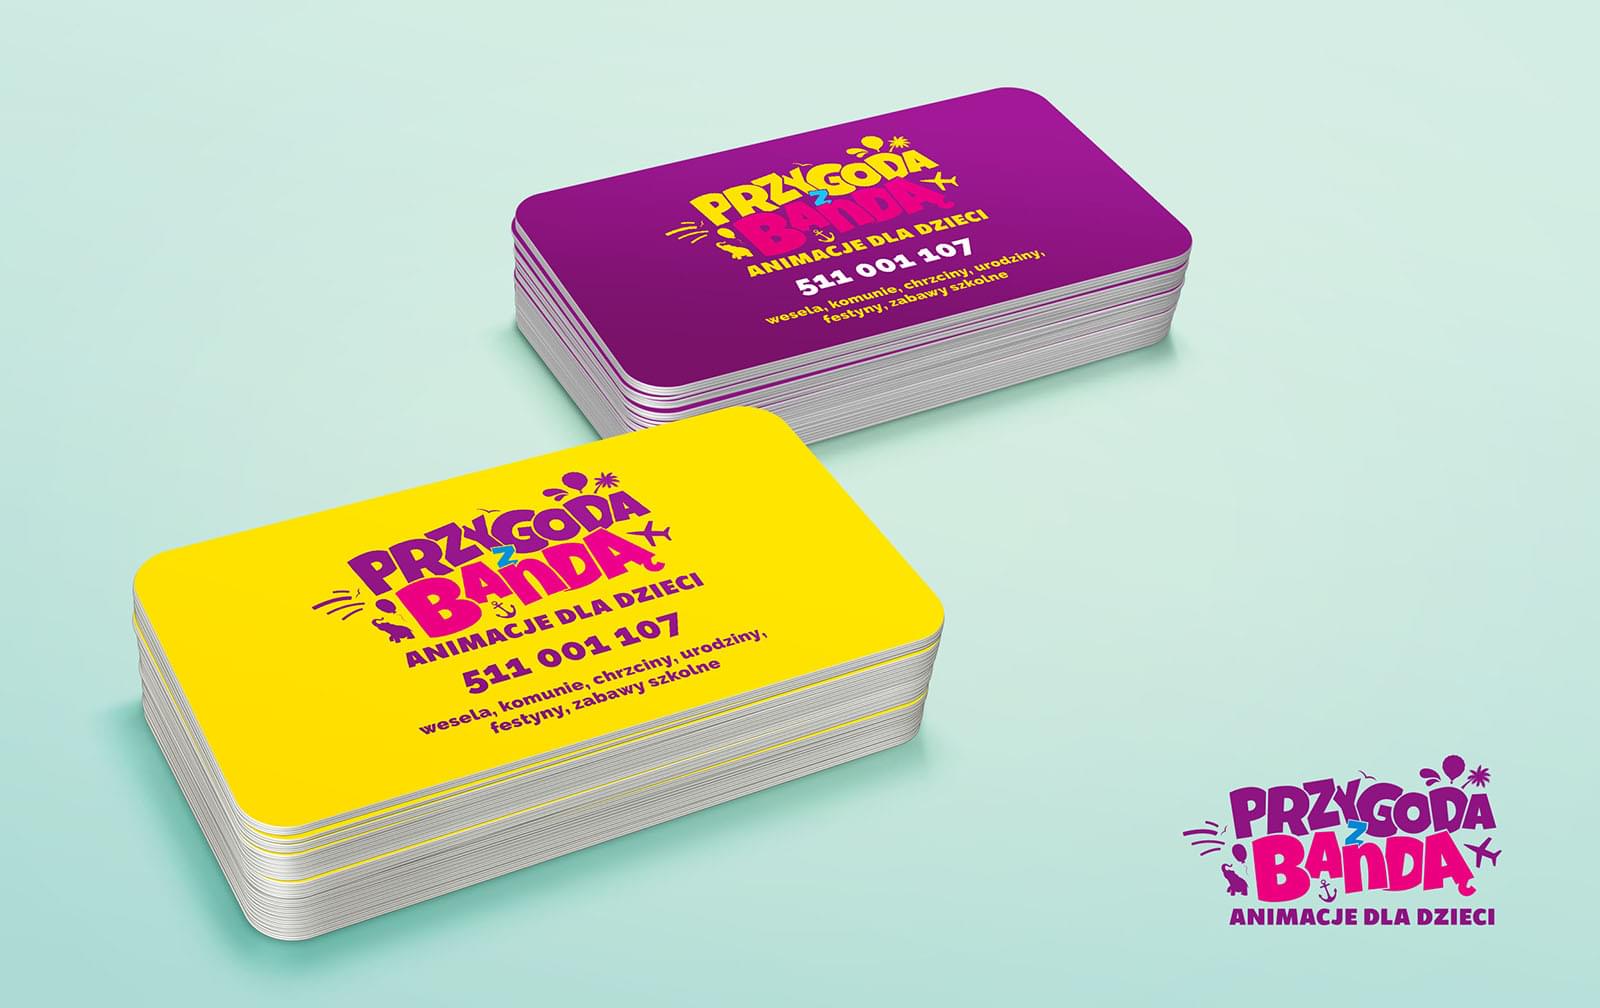 PRZYGODA
Z
BANDĄ
ANIMACJE DLA DZIECI
511 001 107
wesela, komunie, chrzciny, urodziny,
festyny, zabawy szkolne
PRZYGODA
Z
BANDĄ
ANIMACJE DLA DZIECI
511 001 107
wesela, komunie, chrzciny, urodziny,
festyny, zabawy szkolne
PRZYGODA
Z
BANDĄ
ANIMACJE DLA DZIECI